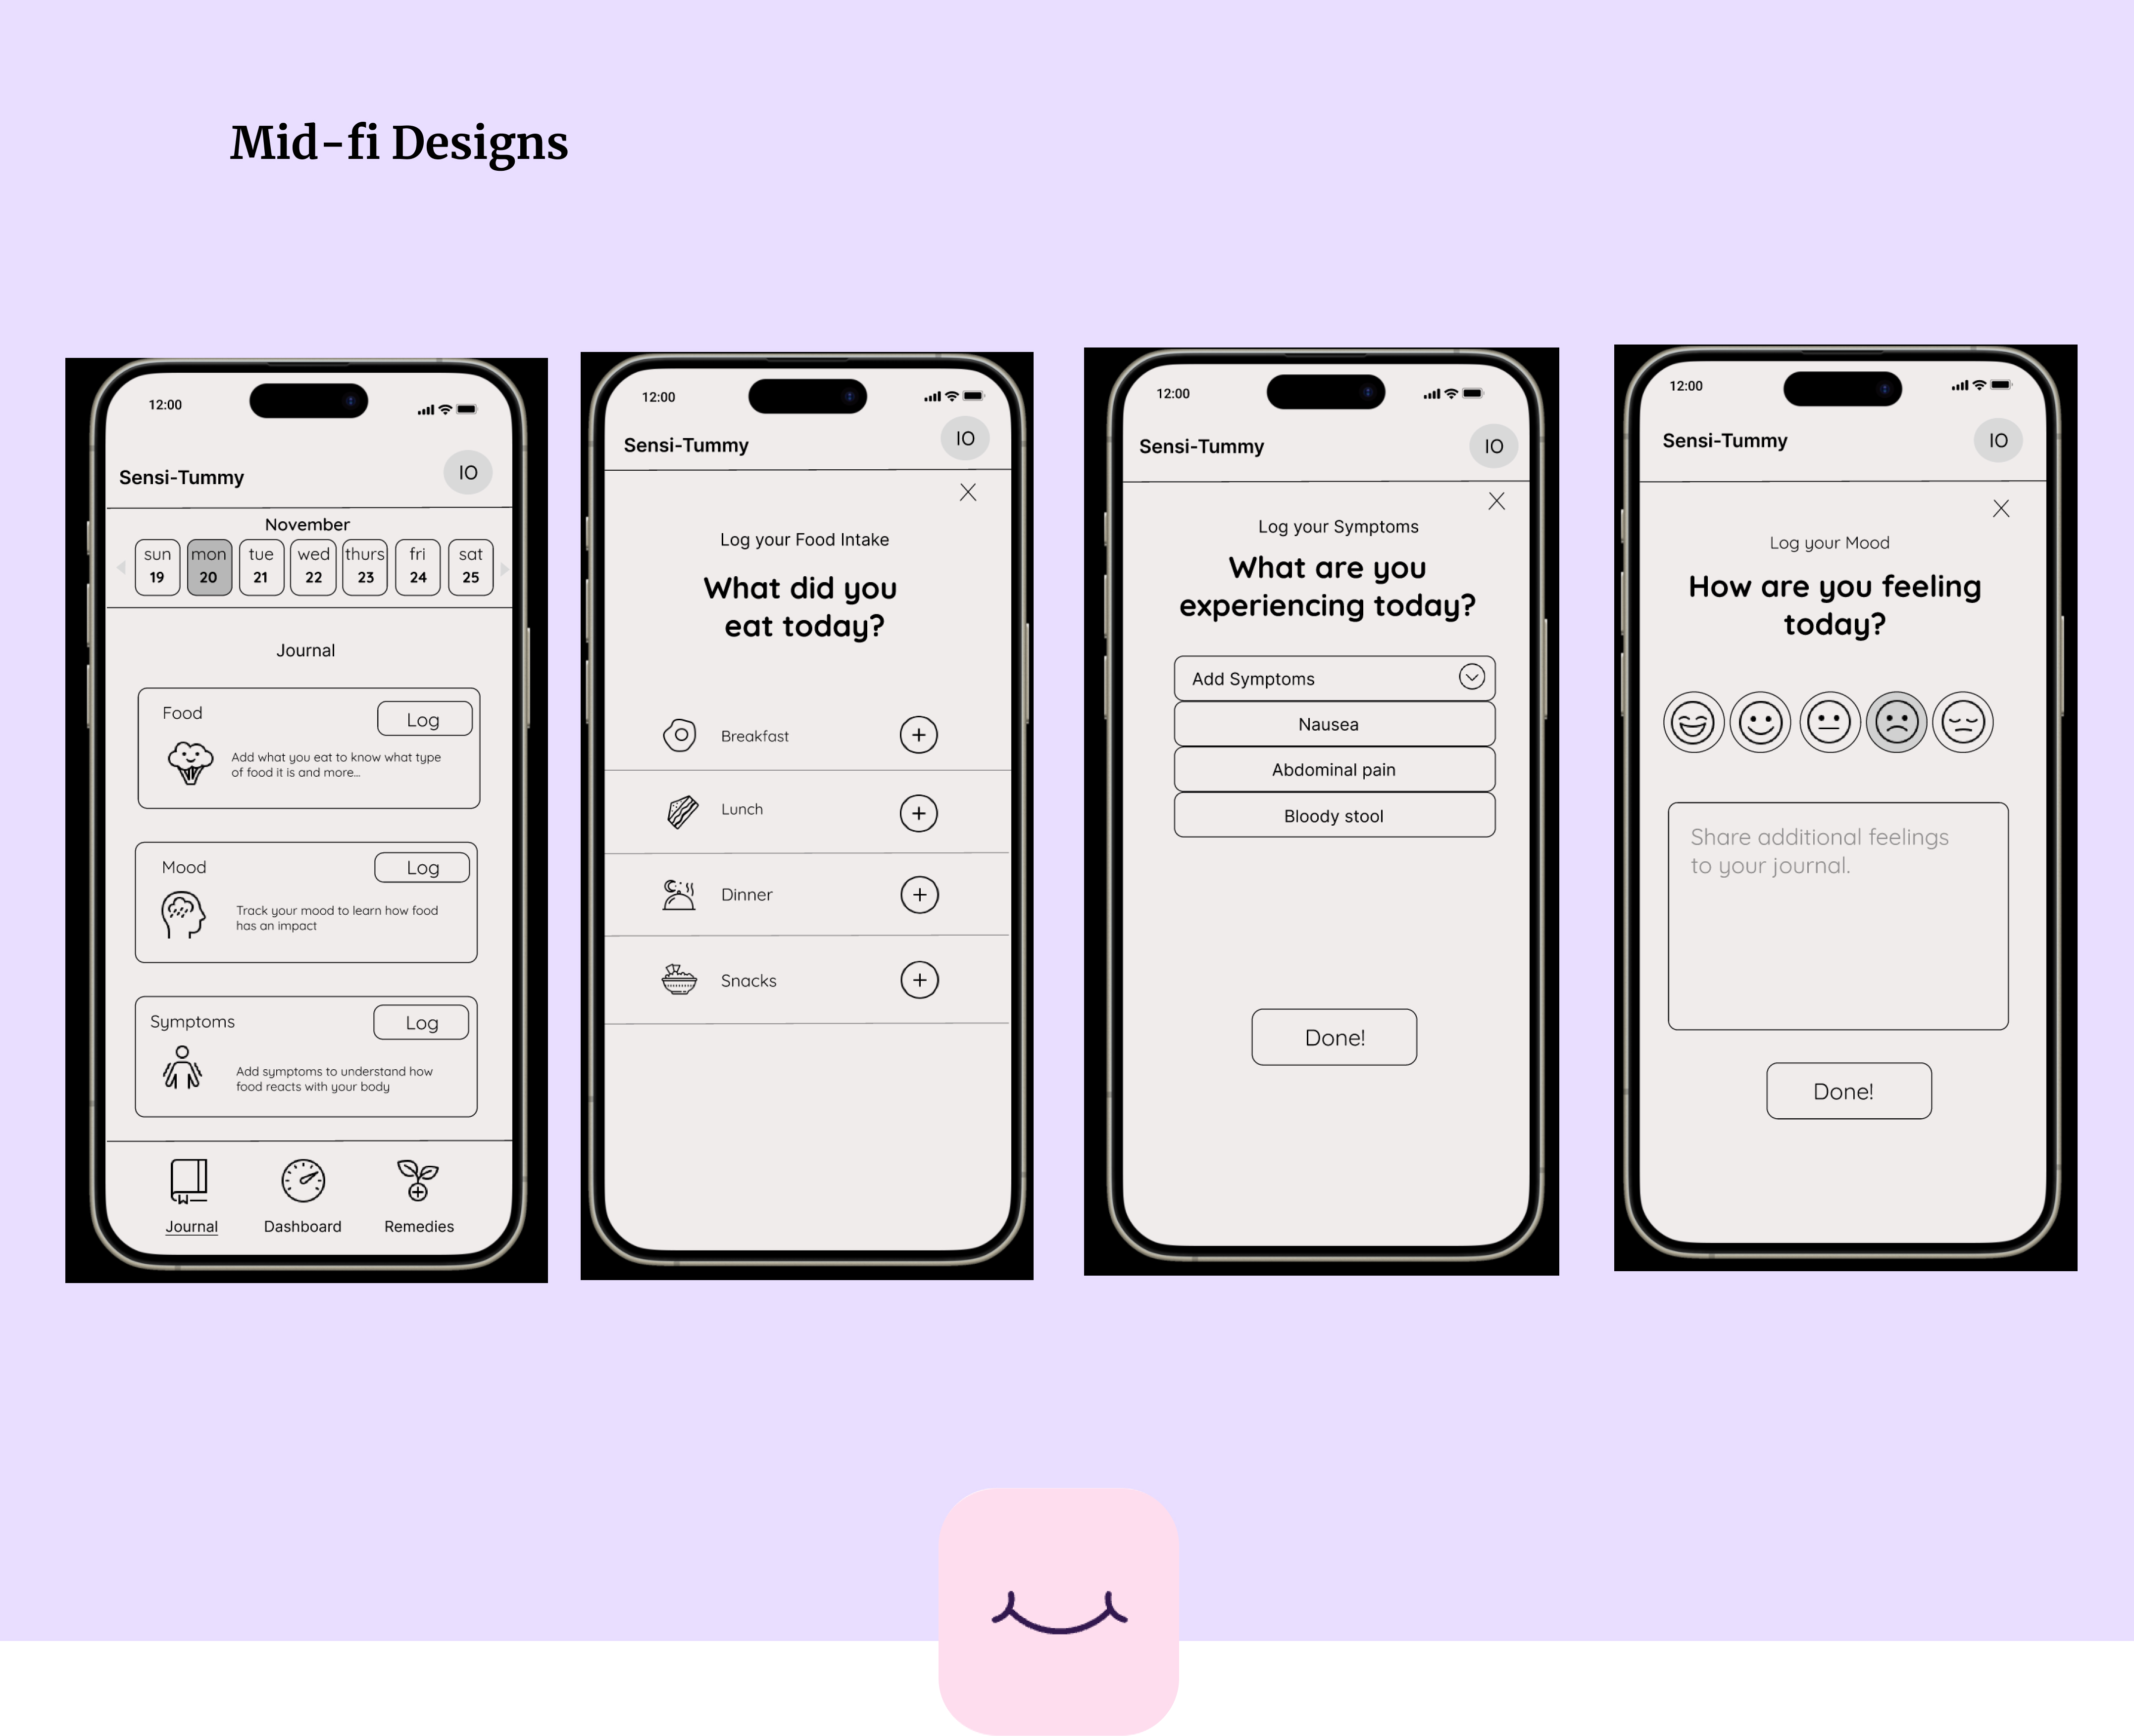 Mid-fi Designs
12:00
Sensi-Tummy
IO
November
sun mon tue wed thurs fri sat
19 20 21 22 23 24 25
Journal
Food
Log
Add what you eat to know what type
of food it is and more...
Mood
Log
Track your mood to learn how food
has an impact
Symptoms
Log
Add symptoms to understand how
food reacts with your body
Journal Dashboard Remedies
12:00
Sensi-Tummy
IO
X
Log your Food Intake
What did you
eat today?
Breakfast +
Lunch +
Dinner +
Snacks +
12:00
Sensi-Tummy
IO
X
Log your Symptoms
What are you
experiencing today?
Add Symptoms
Nausea
Abdominal pain
Bloody stool
Done!
12:00
Sensi-Tummy
IO
X
Log your Mood
How are you feeling
today?
Share additional feelings
to your journal.
Done!